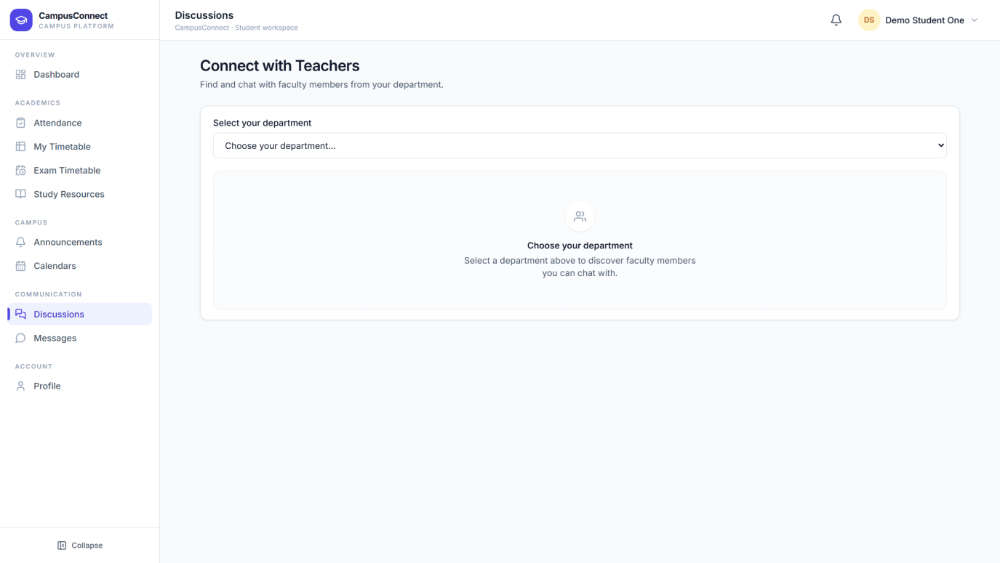 CampusConnect
CAMPUS PLATFORM
OVERVIEW
Dashboard
ACADEMICS
Attendance
My Timetable
Exam Timetable
Study Resources
CAMPUS
Announcements
Calendars
COMMUNICATION
Discussions
Messages
ACCOUNT
Profile
Collapse
Discussions
CampusConnect · Student workspace
DS
Demo Student One
Connect with Teachers
Find and chat with faculty members from your department.
Select your department
Choose your department...
Choose your department
Select a department above to discover faculty members
you can chat with.